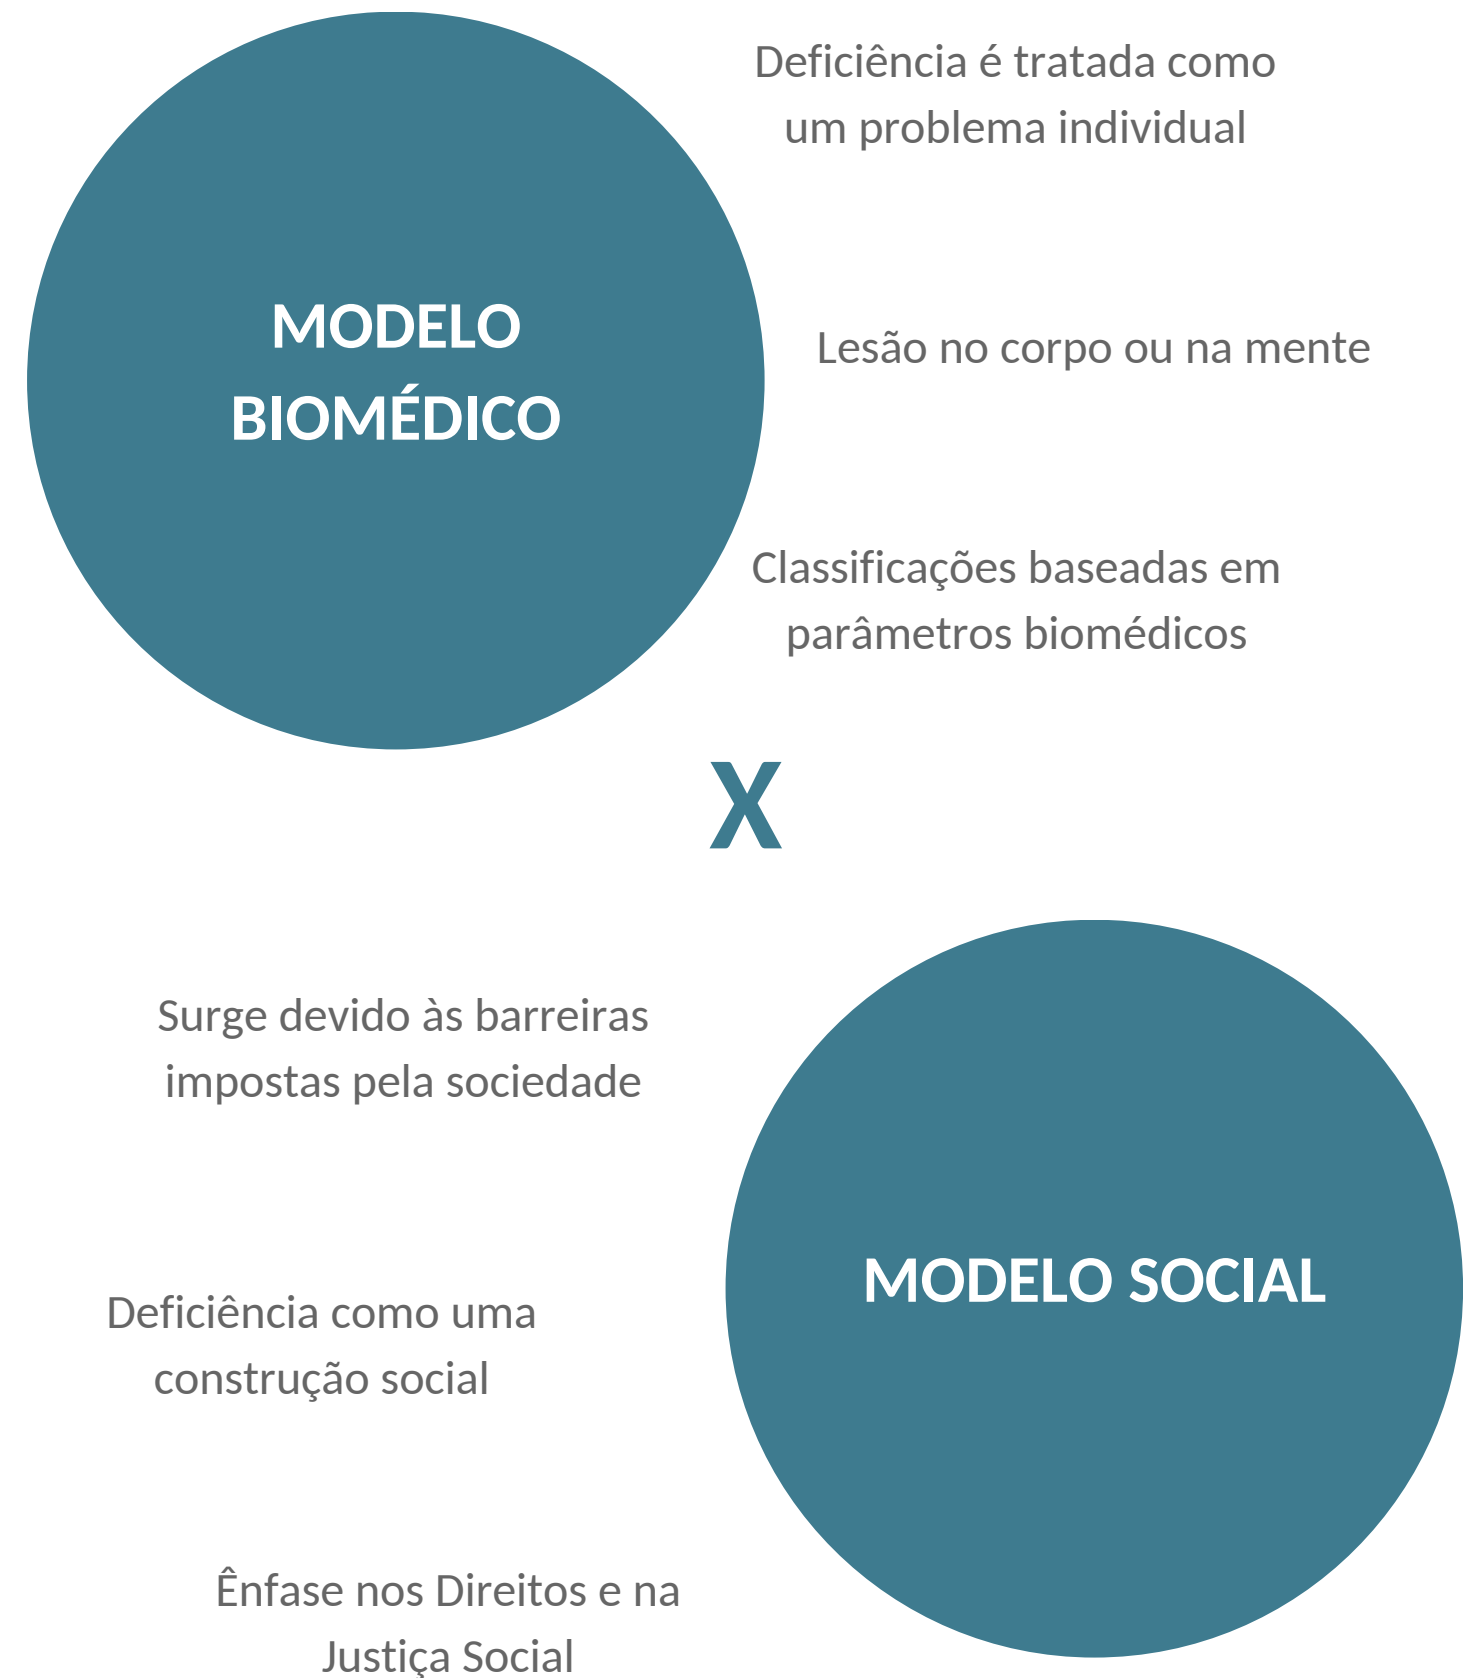 Deficiência é tratada como
um problema individual
MODELO
BIOMÉDICO
Lesão no corpo ou na mente
Classificações baseadas em
parâmetros biomédicos
X
Surge devido às barreiras
impostas pela sociedade
MODELO SOCIAL
Deficiência como uma
construção social
Ênfase nos Direitos e na
Justiça Social